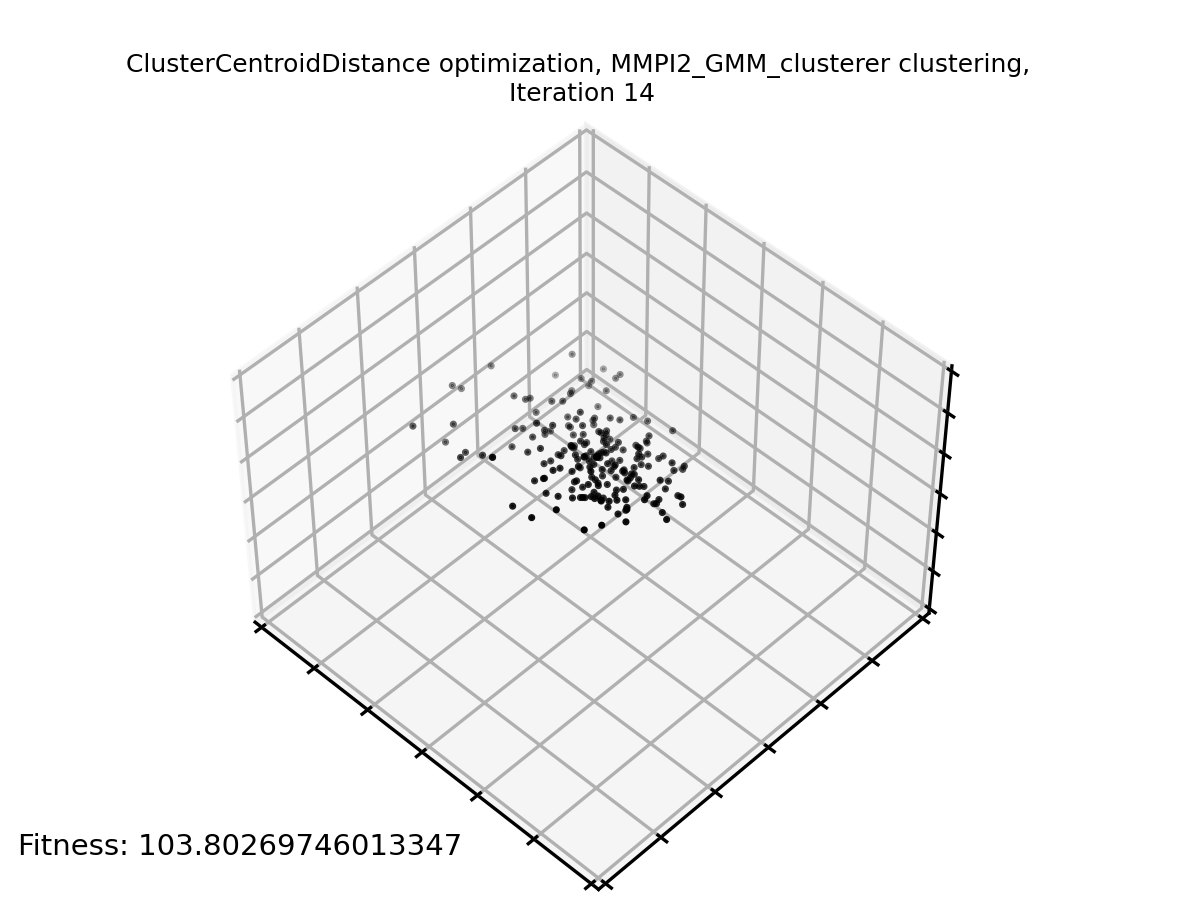 ClusterCentroidDistance optimization, MMPI2_GMM_clusterer clustering,
Iteration 14
Fitness: 103.80269746013347